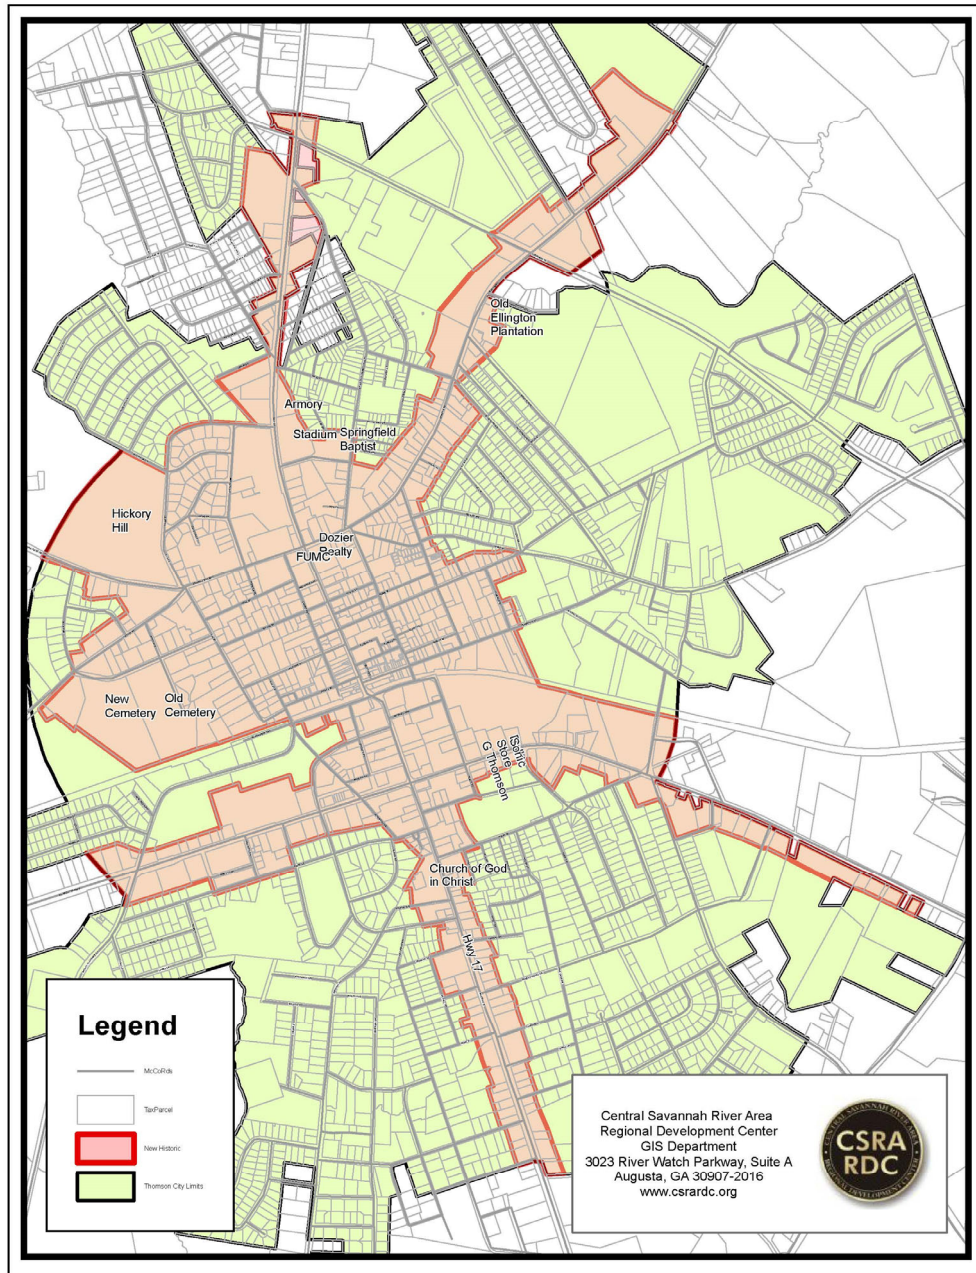 Old
Ellington
Plantation
Armory
Stadium
Springfield
Baptist
Hickory
Hill
Dozier
Realty
FUMC
New
Cemetery
Old
Cemetery
Store
G Thomson
Church of God
in Christ
Hwy 17
Legend
McCoRds
TaxParcel
New Historic
Thomson City Limits
Central Savannah River Area
Regional Development Center
GIS Department
3023 River Watch Parkway, Suite A
Augusta, GA 30907-2016
www.csrardc.org
CENTRAL SAVANNAH RIVER AREA
CSRA
RDC
REGIONAL DEVELOPMENT CENTER